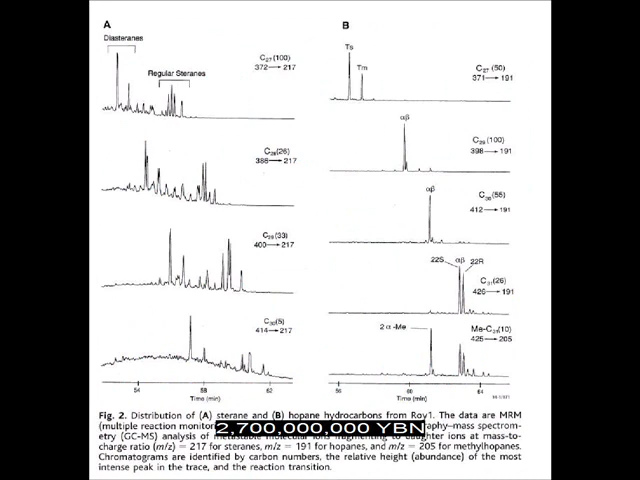 A
Diasteranes
C27(100)
372→217
Regular Steranes
C28(26)
386→217
C29(33)
400→217
C30(5)
414→217
54 58 62
Time (min)
B
Ts
Tm
C27(50)
371→191
αβ
C29(100)
398→191
αβ
C30(55)
412→191
22S αβ 22R
C31(26)
426→191
2α-Me
Me-C31(10)
426→205
56 60 64
Time (min)
Fig. 2. Distribution of (A) sterane and (B) hopane hydrocarbons from Roy1. The data are MRM
(multiple reaction monitor
2,700,000,000 YBN
graphy–mass spectrom-
etry (GC-MS) analysis of metastable molecular ions fragmenting to daughter ions at mass-to-
charge ratio (m/z) = 217 for steranes, m/z = 191 for hopanes, and m/z = 205 for methylhopanes.
Chromatograms are identified by carbon numbers, the relative height (abundance) of the most
intense peak in the trace, and the reaction transition.